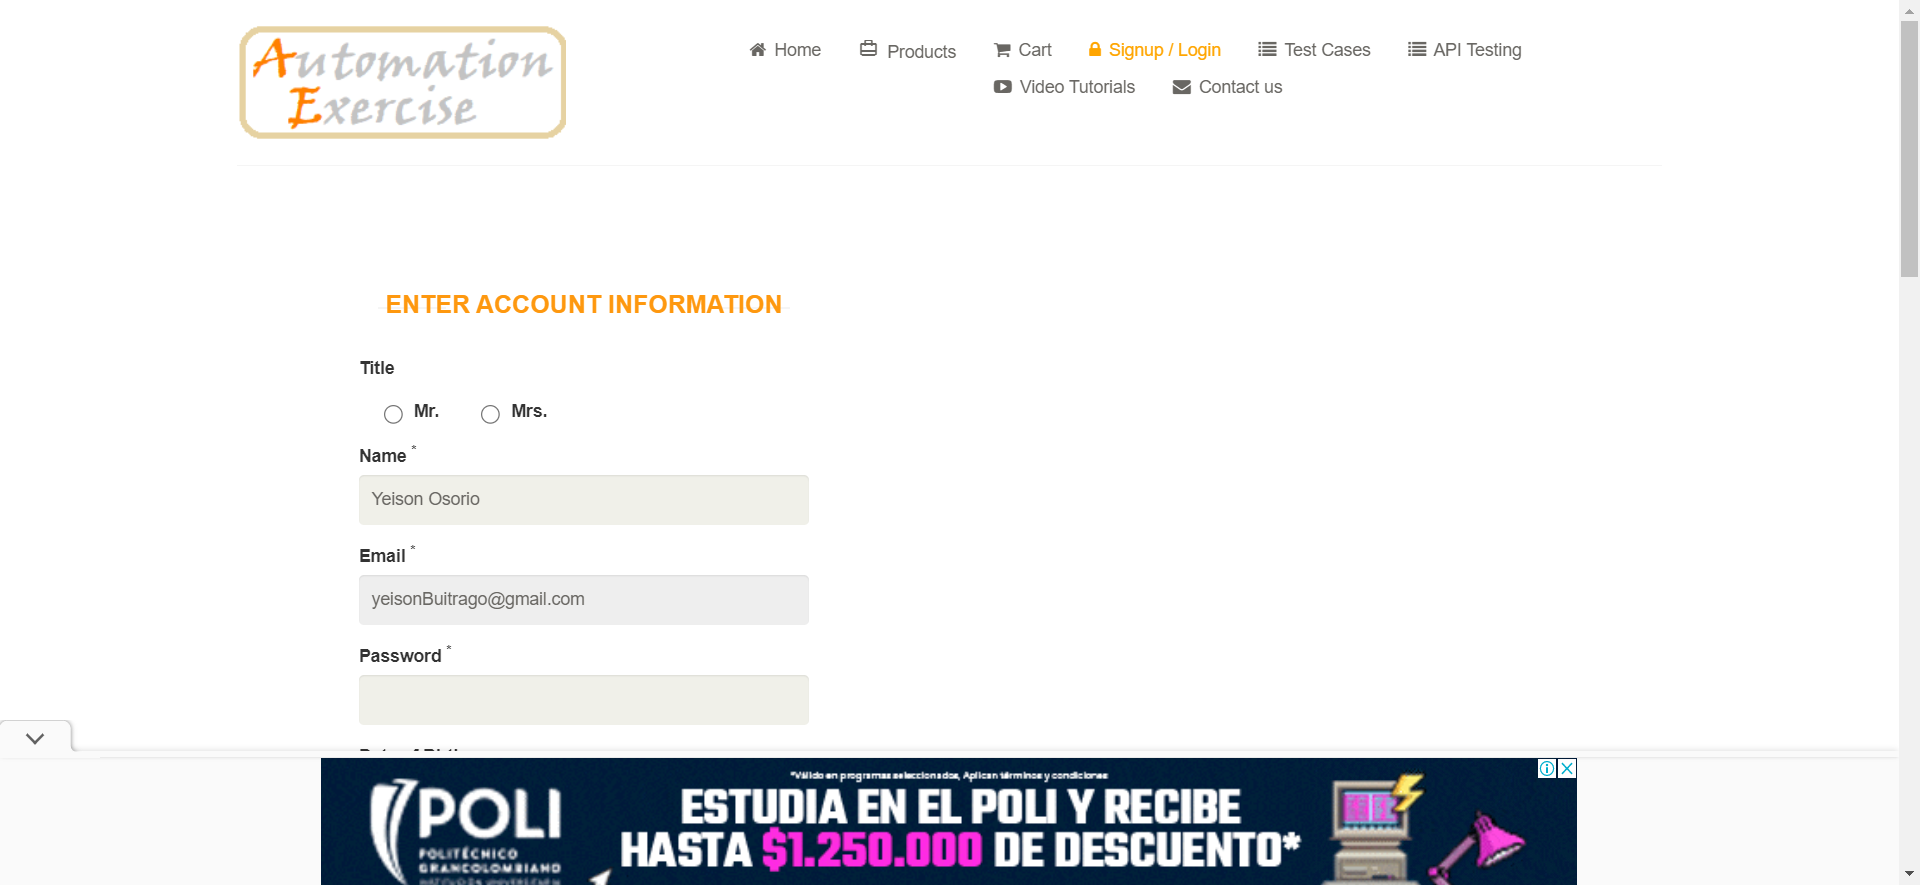 Automation
Exercise
Home
Products
Cart
Signup / Login
Test Cases
API Testing
Video Tutorials
Contact us
ENTER ACCOUNT INFORMATION
Title
Mr.
Mrs.
Name *
Yeison Osorio
Email *
yeisonBuitrago@gmail.com
Password *
*Válido en programas seleccionados, Aplican términos y condiciones
POLI
POLITÉCNICO
GRANCOLOMBIANO
ESTUDIA EN EL POLI Y RECIBE
HASTA $1.250.000 DE DESCUENTO*